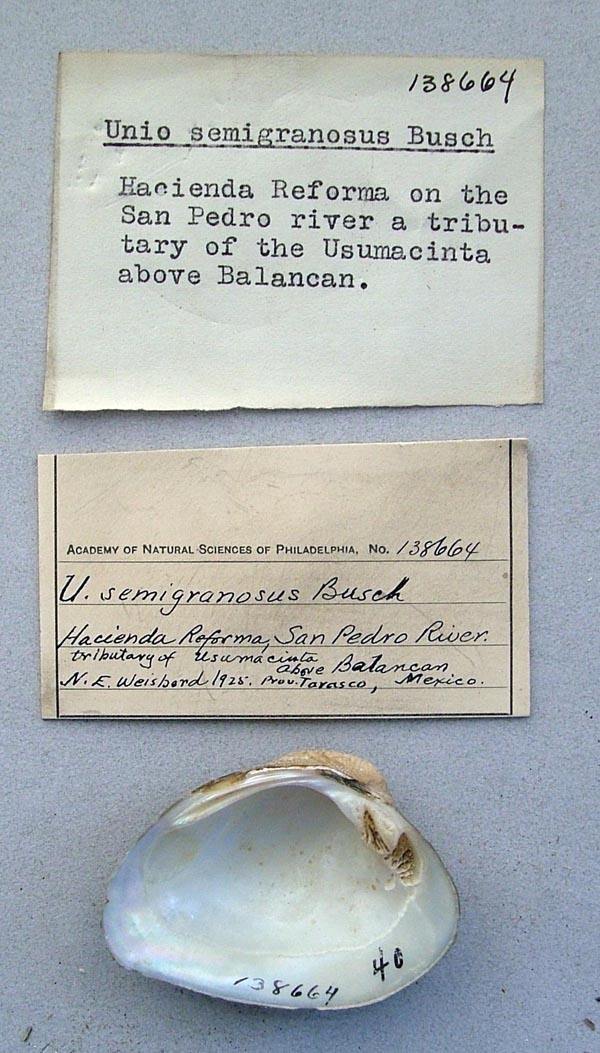 138664
Unio semigranosus Busch
Hacienda Reforma on the
San Pedro river a tribu-
tary of the Usumacinta
above Balancan.
ACADEMY OF NATURAL SCIENCES OF PHILADELPHIA, NO. 138664
U. semigranosus Busch
Hacienda Reforma, San Pedro River.
tributary of Usumacinta
above Balancan
N. E. Weisbord 1925. Prov. Tavasco, Mexico.
40
138664